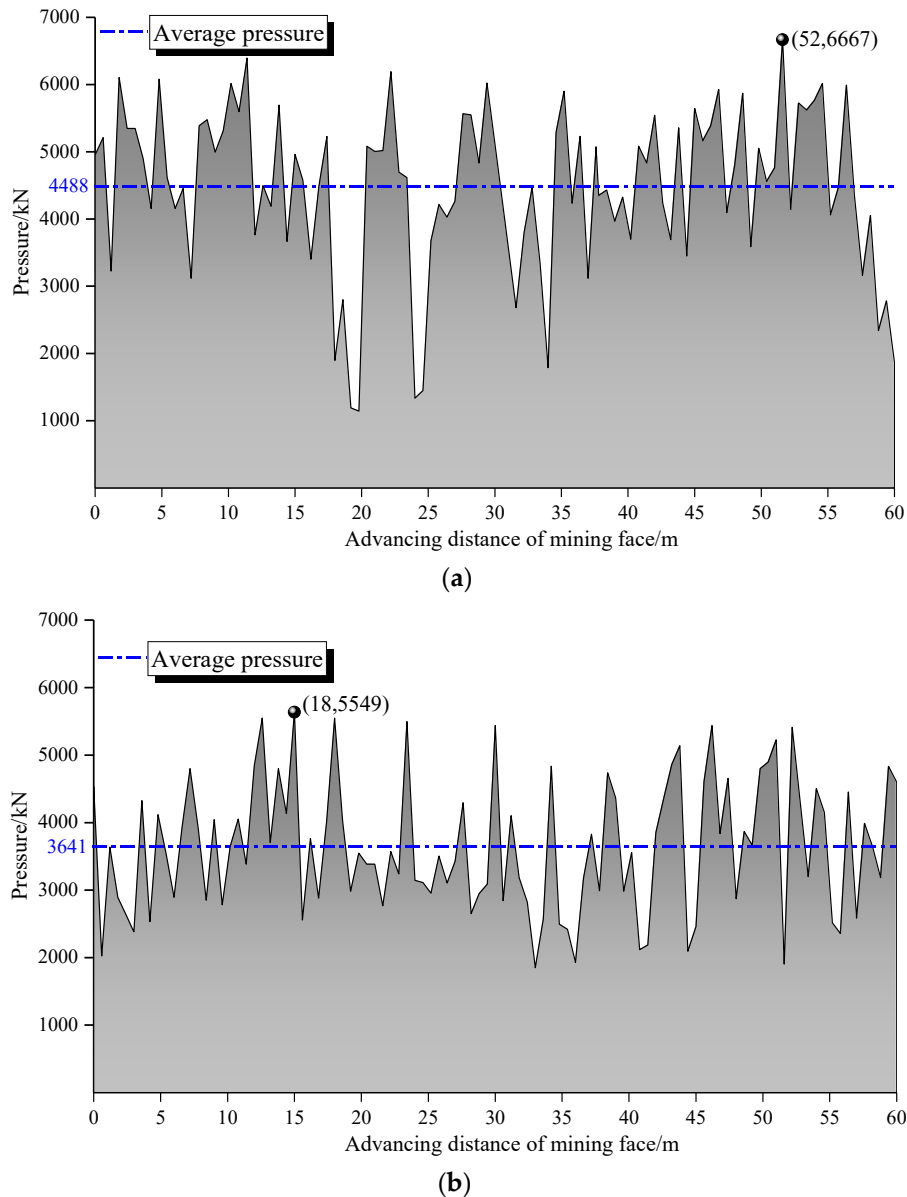 7000
Average pressure
(52,6667)
6000
5000
4488
4000
3000
2000
1000
Pressure/kN
0 5 10 15 20 25 30 35 40 45 50 55 60
Advancing distance of mining face/m
(a)
7000
Average pressure
6000
(18,5549)
5000
4000
3641
3000
2000
1000
Pressure/kN
0 5 10 15 20 25 30 35 40 45 50 55 60
Advancing distance of mining face/m
(b)